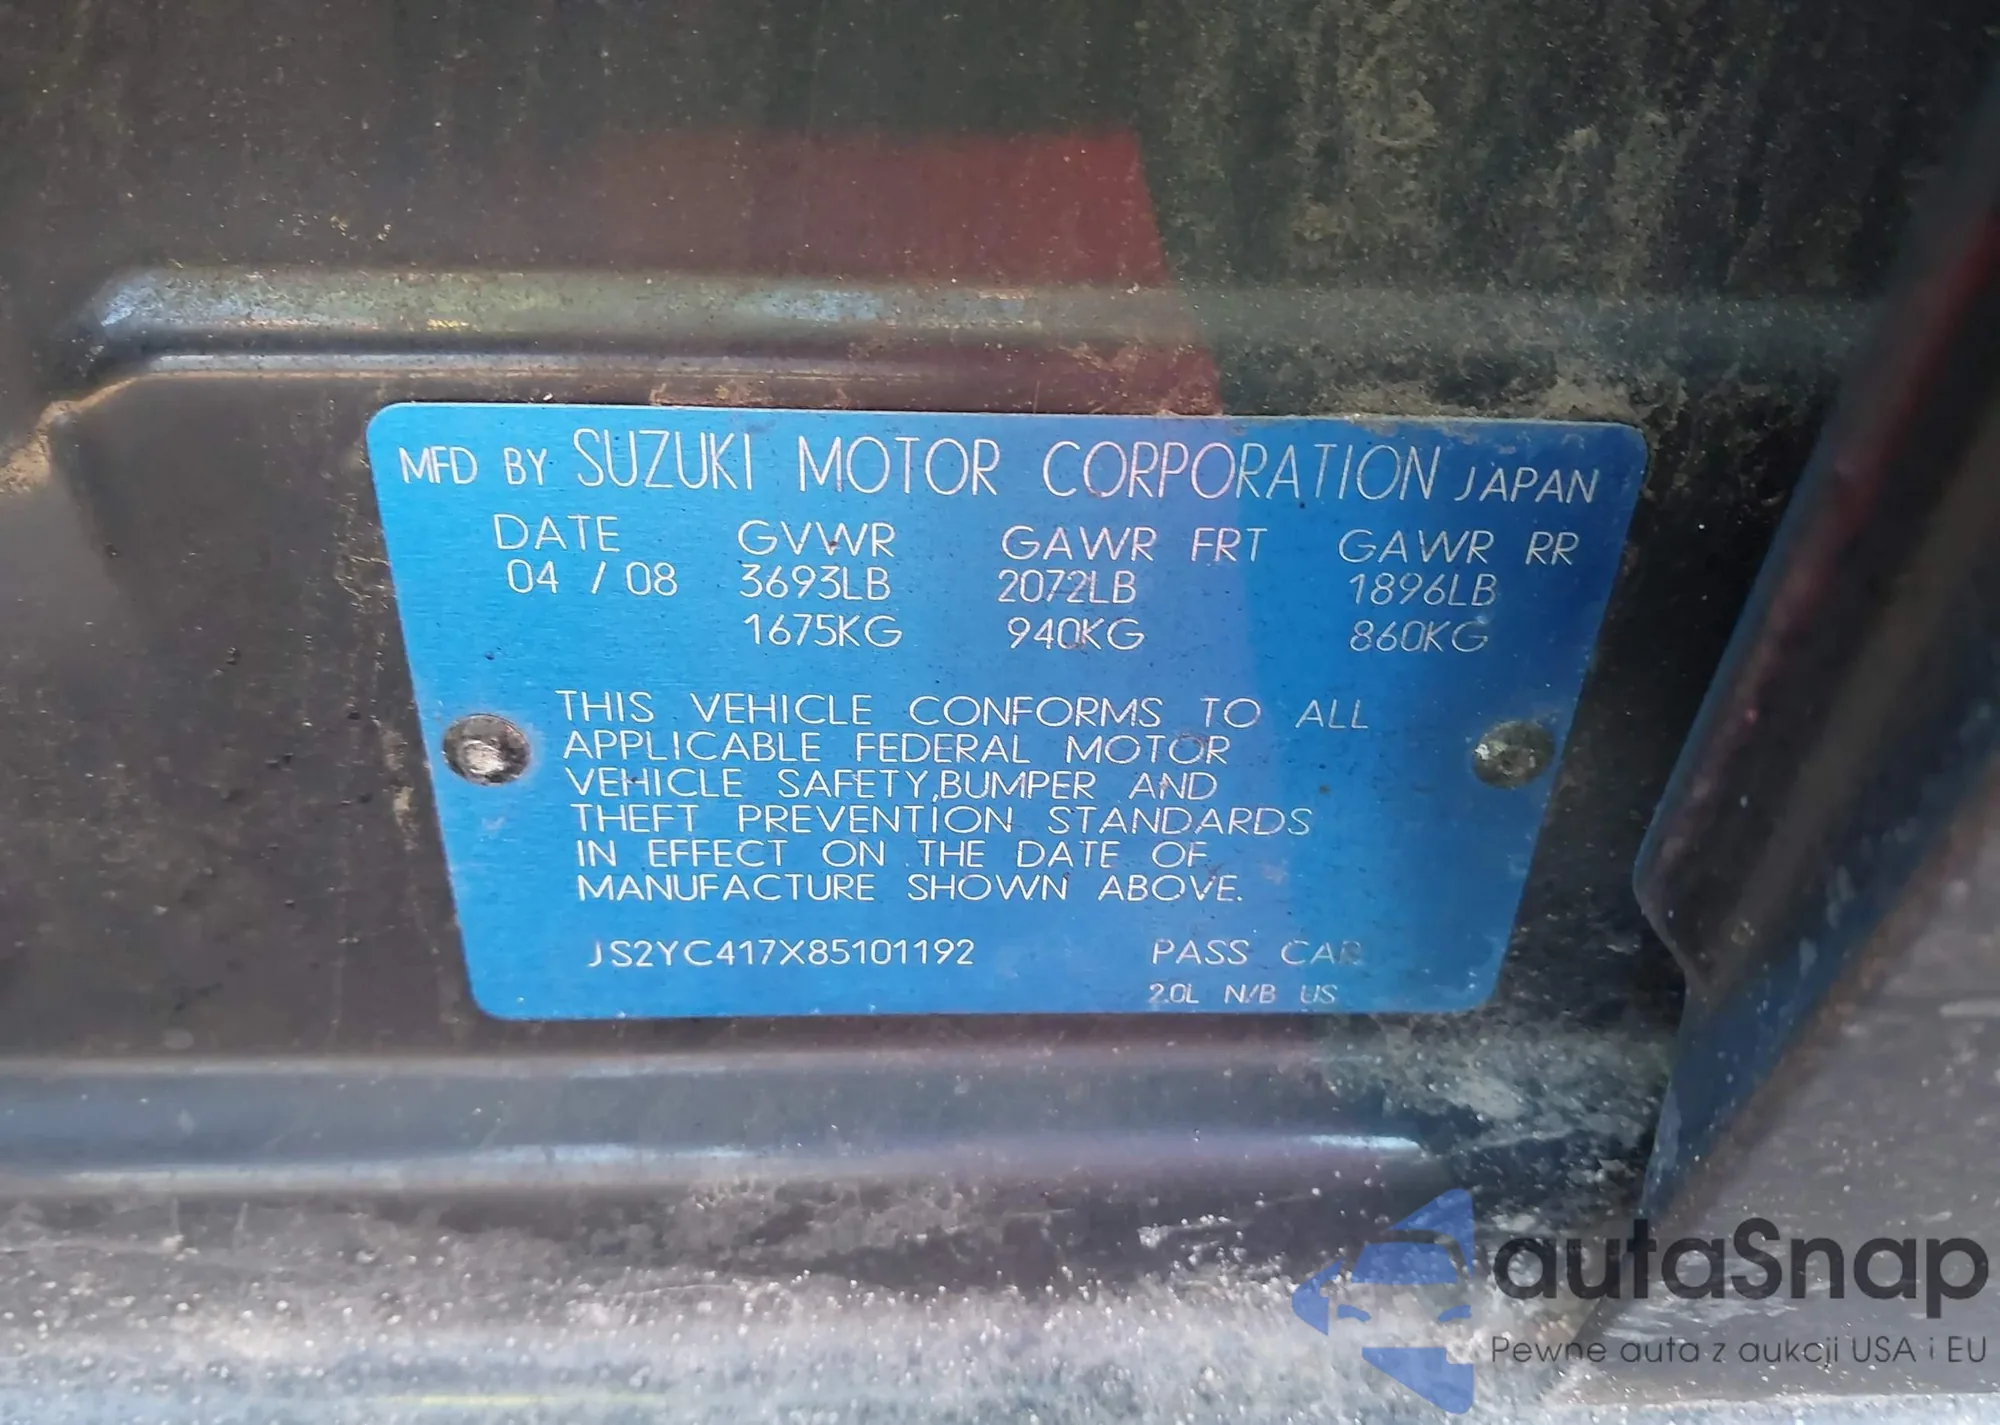 MFD BY SUZUKI MOTOR CORPORATION JAPAN
DATE GVWR GAWR FRT GAWR RR
04 / 08 3693LB 2072LB 1896LB
1675KG 940KG 860KG
THIS VEHICLE CONFORMS TO ALL
APPLICABLE FEDERAL MOTOR
VEHICLE SAFETY,BUMPER AND
THEFT PREVENTION STANDARDS
IN EFFECT ON THE DATE OF
MANUFACTURE SHOWN ABOVE.
JS2YC417X85101192 PASS CAR
2.0L N/B US
autaSnap
Pewne auta z aukcji USA i EU